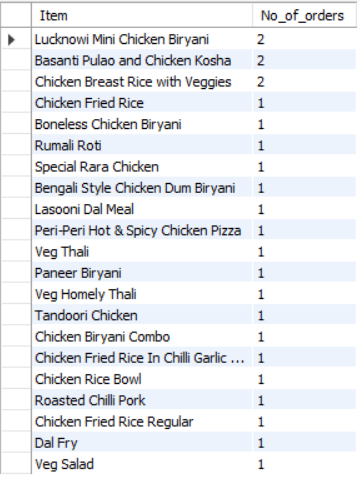 Item No_of_orders
Lucknowi Mini Chicken Biryani 2
Basanti Pulao and Chicken Kosha 2
Chicken Breast Rice with Veggies 2
Chicken Fried Rice 1
Boneless Chicken Biryani 1
Rumali Roti 1
Special Rara Chicken 1
Bengali Style Chicken Dum Biryani 1
Lasooni Dal Meal 1
Peri-Peri Hot & Spicy Chicken Pizza 1
Veg Thali 1
Paneer Biryani 1
Veg Homely Thali 1
Tandoori Chicken 1
Chicken Biryani Combo 1
Chicken Fried Rice In Chilli Garlic ... 1
Chicken Rice Bowl 1
Roasted Chilli Pork 1
Chicken Fried Rice Regular 1
Dal Fry 1
Veg Salad 1